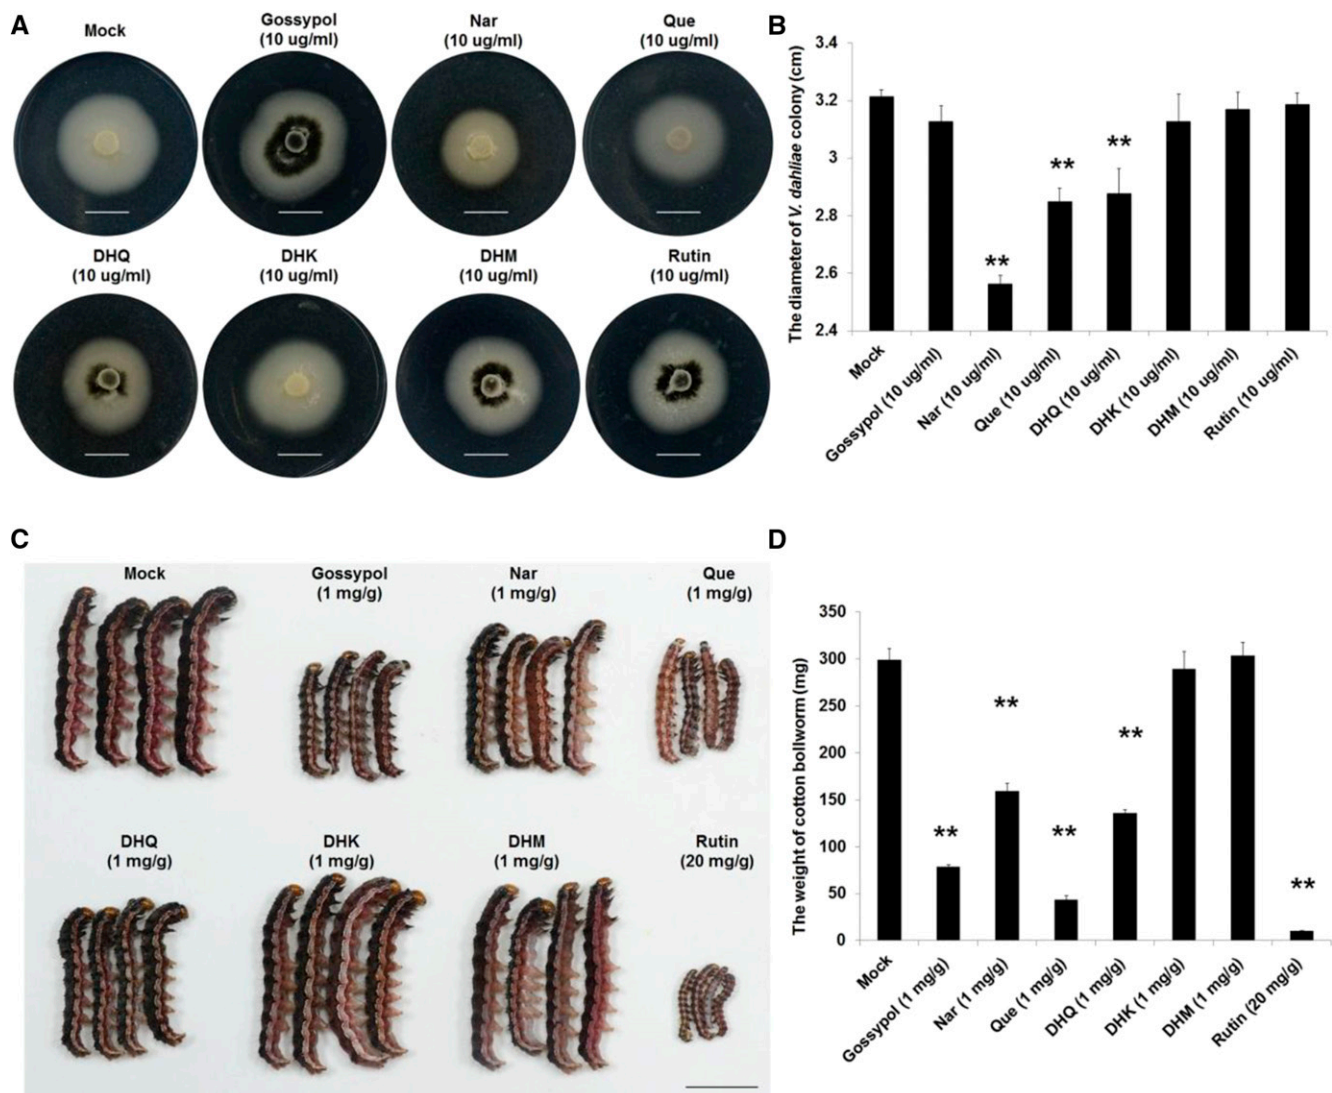 A
Mock
Gossypol
(10 ug/ml)
Nar
(10 ug/ml)
Que
(10 ug/ml)
DHQ
(10 ug/ml)
DHK
(10 ug/ml)
DHM
(10 ug/ml)
Rutin
(10 ug/ml)
B
The diameter of V. dahliae colony (cm)
3.4
3.2
3
2.8
2.6
2.4
**
**
**
Mock
Gossypol (10 ug/ml)
Nar (10 ug/ml)
Que (10 ug/ml)
DHQ (10 ug/ml)
DHK (10 ug/ml)
DHM (10 ug/ml)
Rutin (10 ug/ml)
C
Mock
Gossypol
(1 mg/g)
Nar
(1 mg/g)
Que
(1 mg/g)
DHQ
(1 mg/g)
DHK
(1 mg/g)
DHM
(1 mg/g)
Rutin
(20 mg/g)
D
The weight of cotton bollworm (mg)
350
300
250
200
150
100
50
0
**
**
**
**
**
Mock
Gossypol (1 mg/g)
Nar (1 mg/g)
Que (1 mg/g)
DHQ (1 mg/g)
DHK (1 mg/g)
DHM (1 mg/g)
Rutin (20 mg/g)